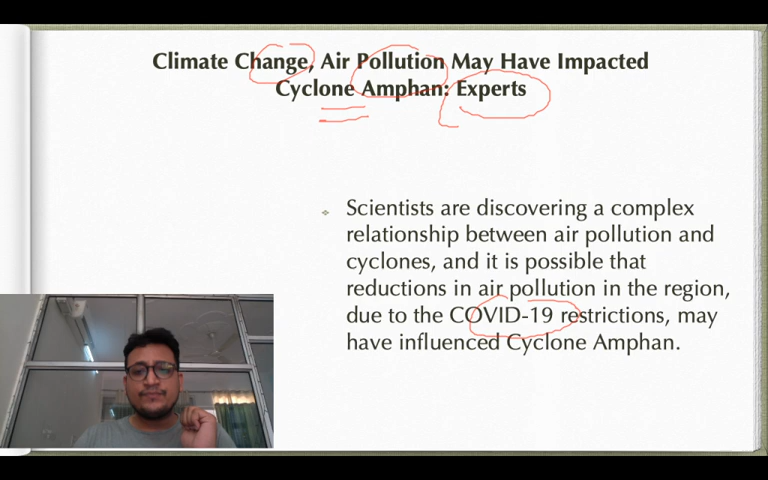 Climate Change, Air Pollution May Have Impacted
Cyclone Amphan: Experts
Scientists are discovering a complex
relationship between air pollution and
cyclones, and it is possible that
reductions in air pollution in the region,
due to the COVID-19 restrictions, may
have influenced Cyclone Amphan.